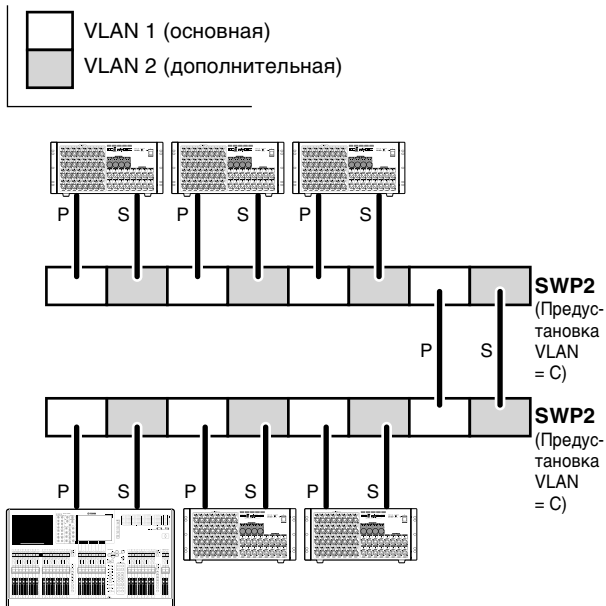 VLAN 1 (основная)
VLAN 2 (дополнительная)
P S P S P S
SWP2
(Предус-
тановка
VLAN
= C)
P S
SWP2
(Предус-
тановка
VLAN
= C)
P S P S P S